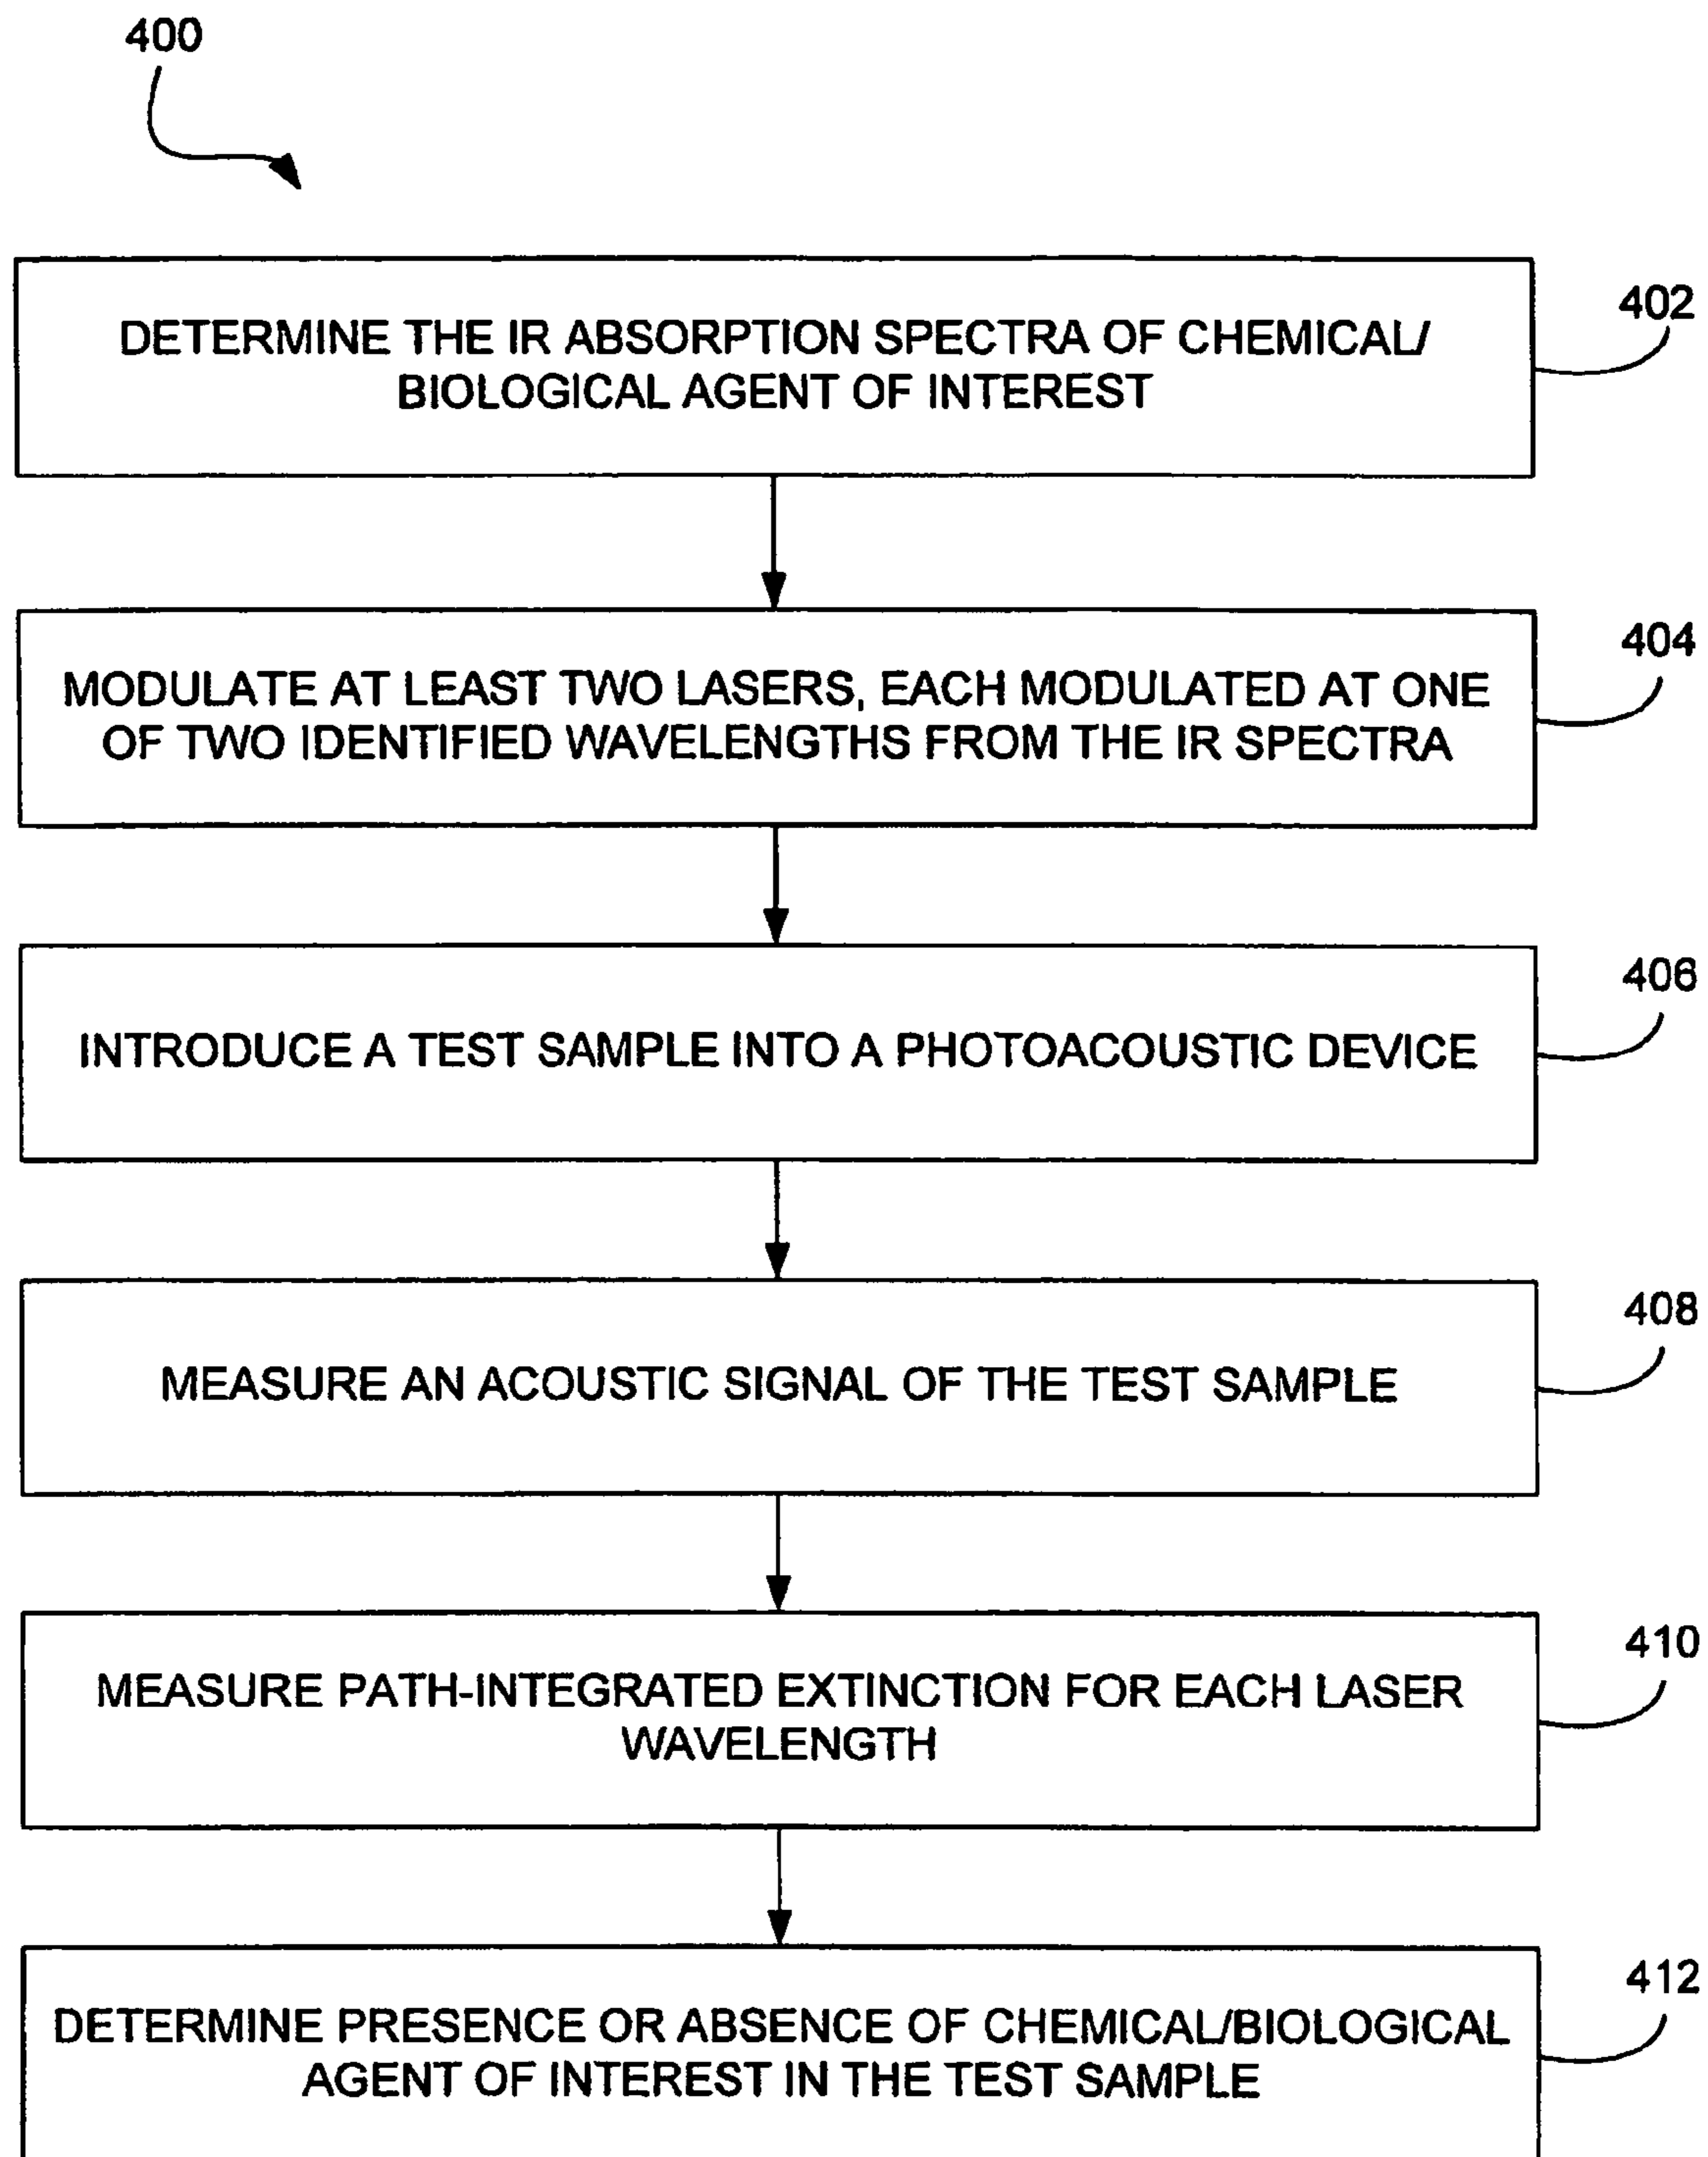 400
DETERMINE THE IR ABSORPTION SPECTRA OF CHEMICAL/
BIOLOGICAL AGENT OF INTEREST
402
MODULATE AT LEAST TWO LASERS, EACH MODULATED AT ONE
OF TWO IDENTIFIED WAVELENGTHS FROM THE IR SPECTRA
404
INTRODUCE A TEST SAMPLE INTO A PHOTOACOUSTIC DEVICE
406
MEASURE AN ACOUSTIC SIGNAL OF THE TEST SAMPLE
408
MEASURE PATH-INTEGRATED EXTINCTION FOR EACH LASER
WAVELENGTH
410
DETERMINE PRESENCE OR ABSENCE OF CHEMICAL/BIOLOGICAL
AGENT OF INTEREST IN THE TEST SAMPLE
412